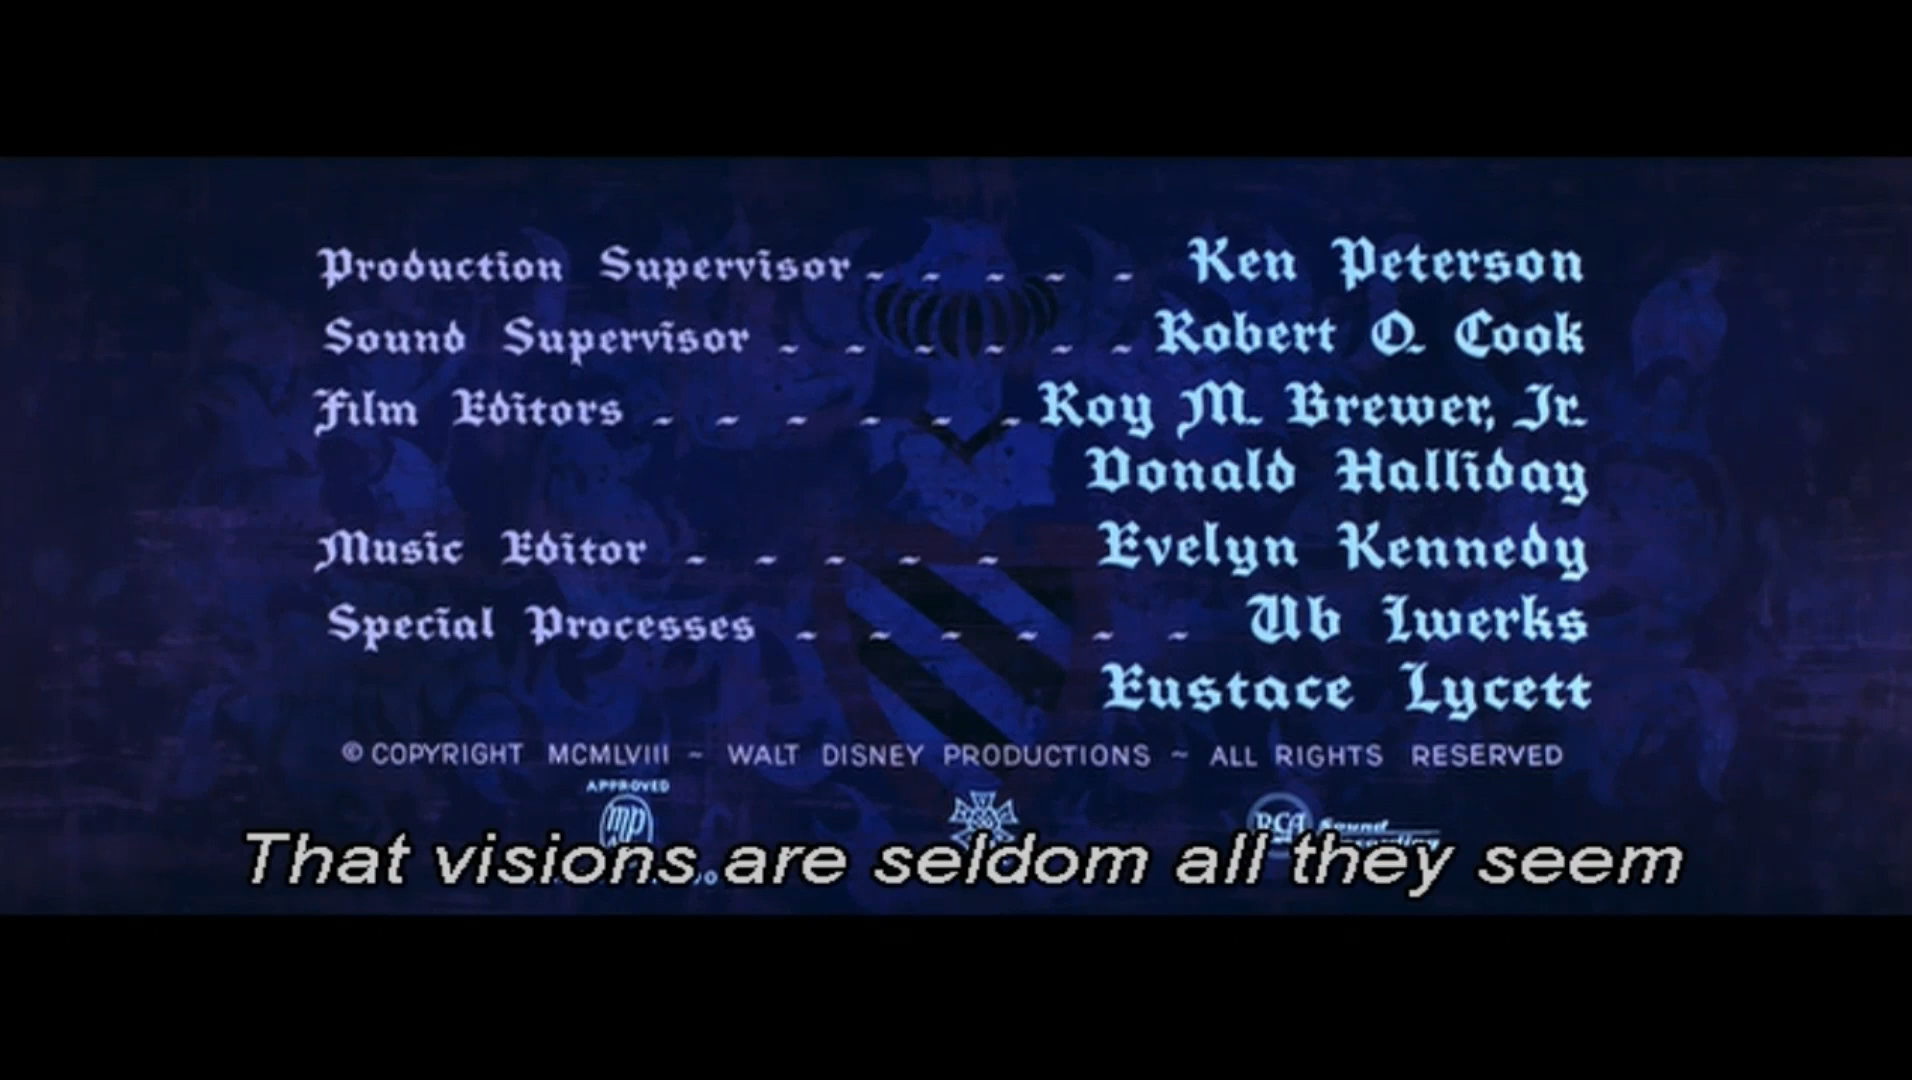 Production Supervisor - - - - - Ken Peterson
Sound Supervisor - - - - - - Robert O. Cook
Film Editors - - - - - - Roy M. Brewer, Jr.
Donald Halliday
Music Editor - - - - - Evelyn Kennedy
Special Processes - - - - - - Ub Iwerks
Eustace Lycett
© COPYRIGHT MCMLVIII ~ WALT DISNEY PRODUCTIONS ~ ALL RIGHTS RESERVED
APPROVED
RCA Sound
That visions are seldom all they seem